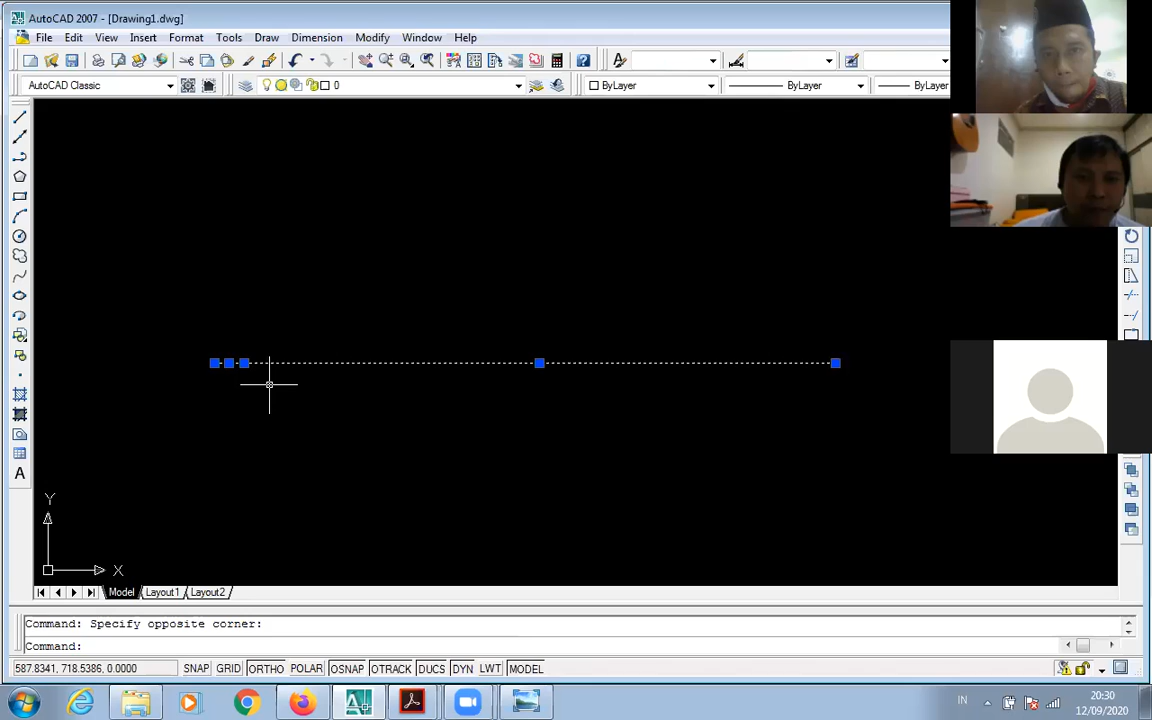 AutoCAD 2007 - [Drawing1.dwg]
File Edit View Insert Format Tools Draw Dimension Modify Window Help
AutoCAD Classic 0 ByLayer ByLayer ByLayer
A
Y
X
Model Layout1 Layout2
Command: Specify opposite corner:
Command:
587.8341, 718.5386, 0.0000 SNAP GRID ORTHO POLAR OSNAP OTRACK DUCS DYN LWT MODEL
IN 20:30
12/09/2020